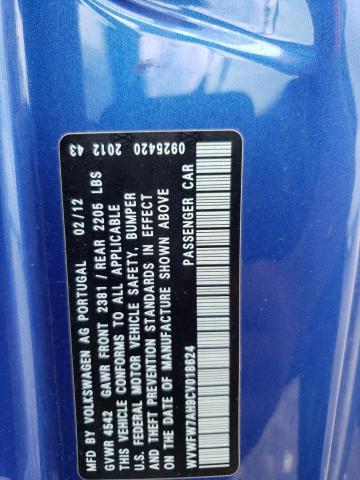 0925420 2012 43
MFD BY VOLKSWAGEN AG PORTUGAL 02/12
GVWR 4542 GAWR FRONT 2381 / REAR 2205 LBS
THIS VEHICLE CONFORMS TO ALL APPLICABLE
FEDERAL MOTOR VEHICLE SAFETY, BUMPER
AND THEFT PREVENTION STANDARDS IN EFFECT
ON THE DATE OF MANUFACTURE SHOWN ABOVE
WVWFW7AH9CV018624 PASSENGER CAR